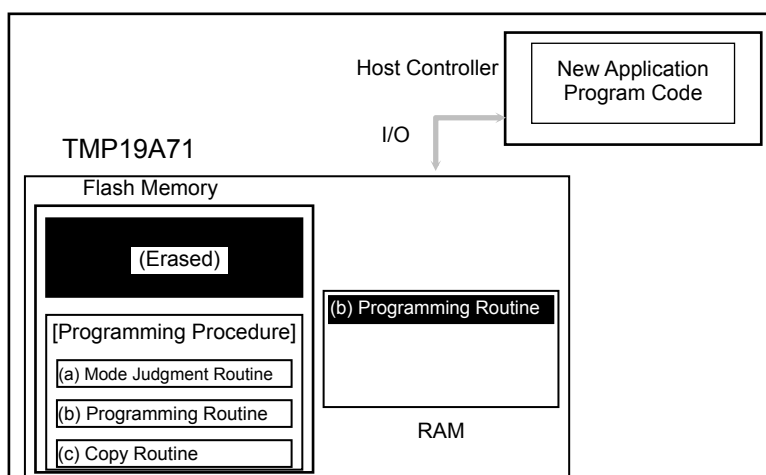 Host Controller
New Application
Program Code
I/O
TMP19A71
Flash Memory
(Erased)
[Programming Procedure]
(a) Mode Judgment Routine
(b) Programming Routine
(c) Copy Routine
(b) Programming Routine
RAM